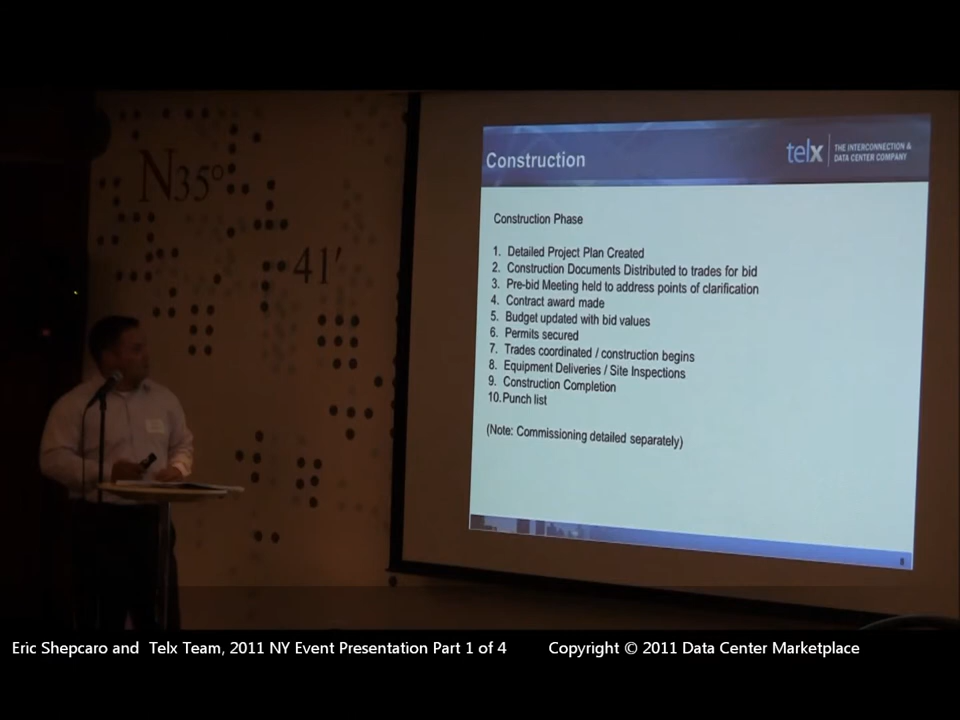 N35°
41'
Construction
telx
THE INTERCONNECTION &
DATA CENTER COMPANY
Construction Phase
1. Detailed Project Plan Created
2. Construction Documents Distributed to trades for bid
3. Pre-bid Meeting held to address points of clarification
4. Contract award made
5. Budget updated with bid values
6. Permits secured
7. Trades coordinated / construction begins
8. Equipment Deliveries / Site Inspections
9. Construction Completion
10. Punch list
(Note: Commissioning detailed separately)
8
Eric Shepcaro and Telx Team, 2011 NY Event Presentation Part 1 of 4 Copyright © 2011 Data Center Marketplace